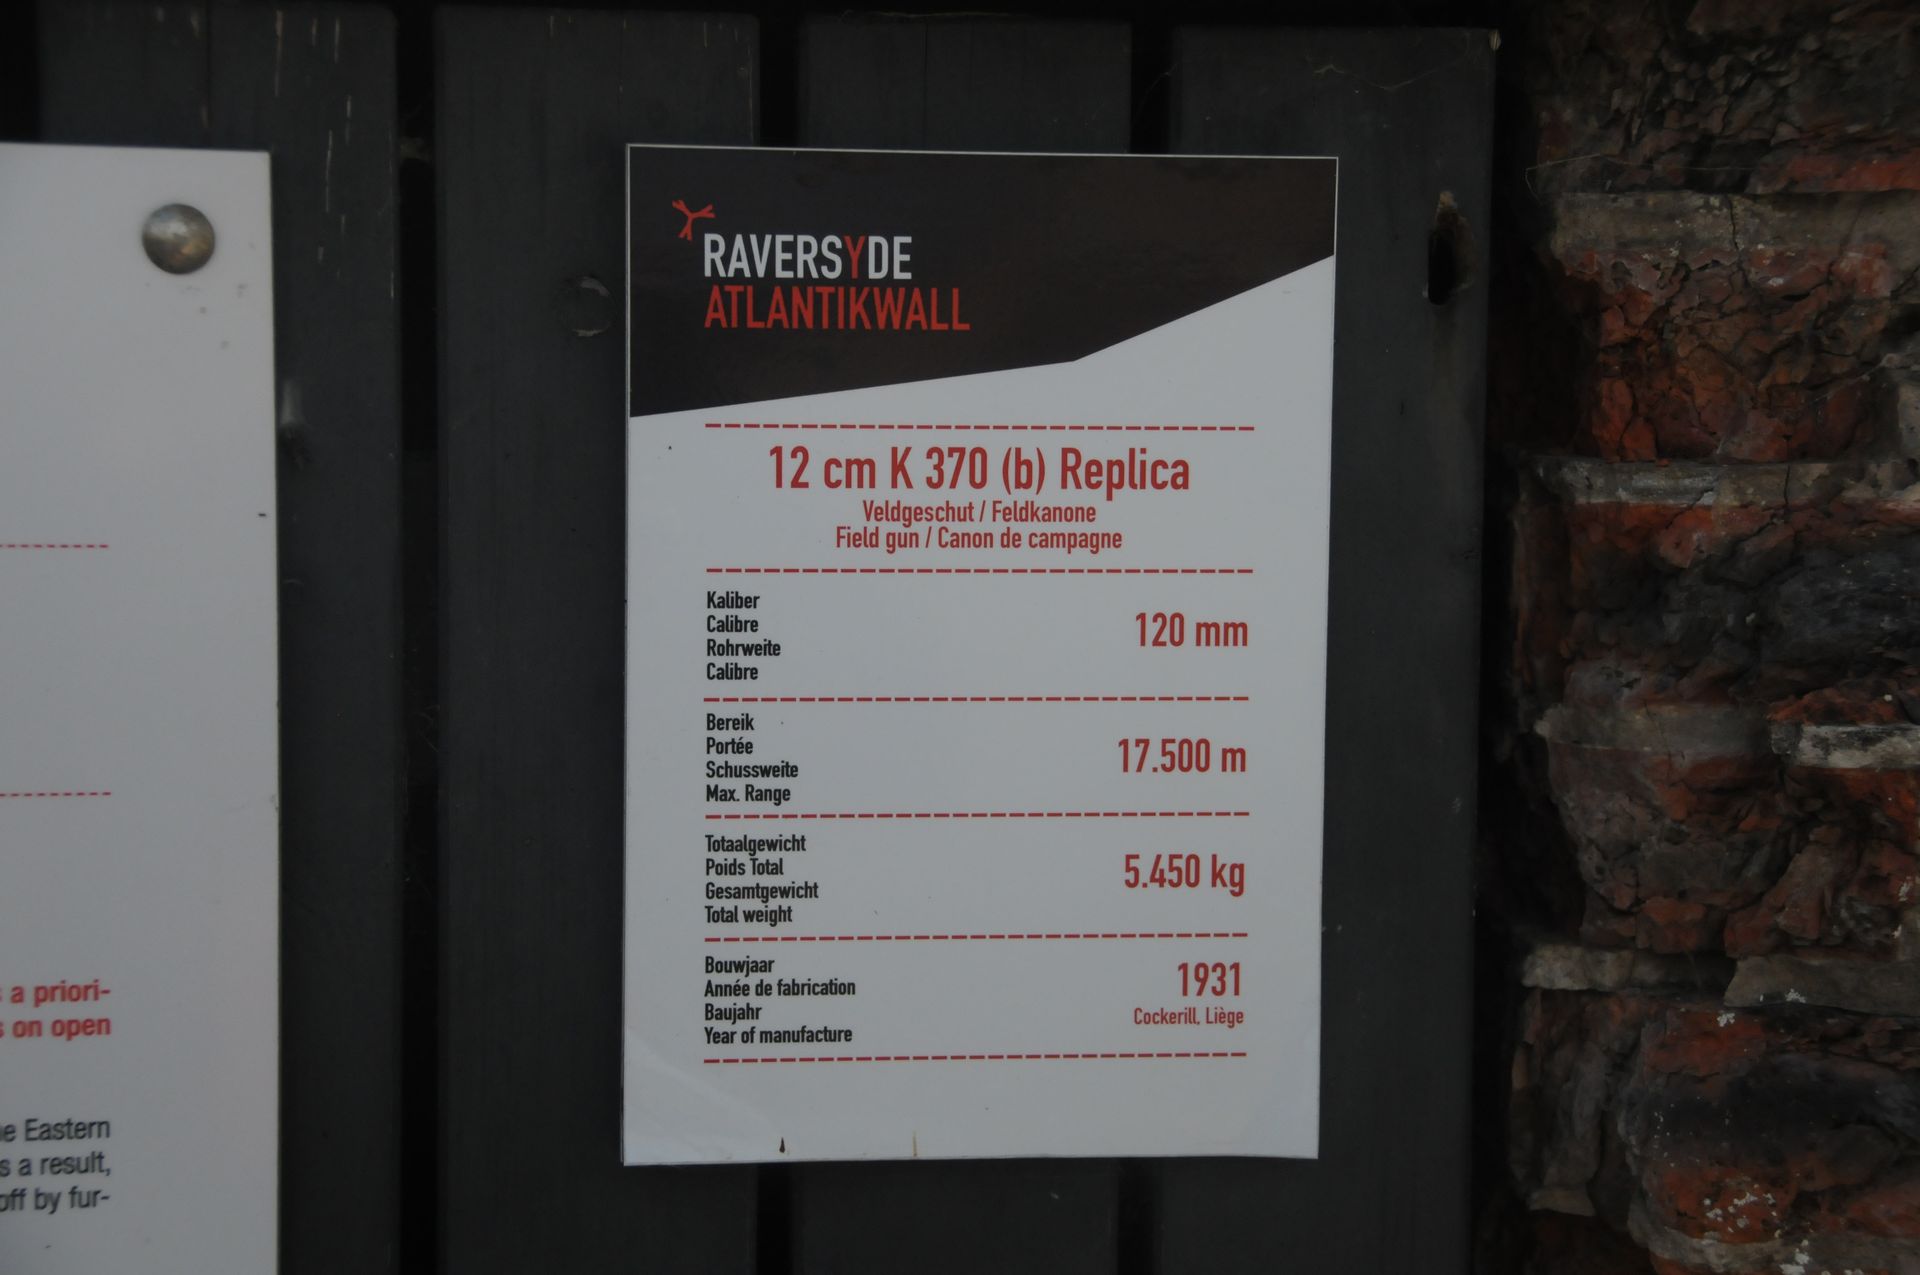 RAVERSYDE
ATLANTIKWALL
12 cm K 370 (b) Replica
Veldgeschut / Feldkanone
Field gun / Canon de campagne
Kaliber
Calibre
Rohrweite
Calibre
120 mm
Bereik
Portée
Schussweite
Max. Range
17.500 m
Totaalgewicht
Poids Total
Gesamtgewicht
Total weight
5.450 kg
Bouwjaar
Année de fabrication
Baujahr
Year of manufacture
1931
Cockerill, Liège
a priori-
on open
Eastern
s a result,
off by fur-